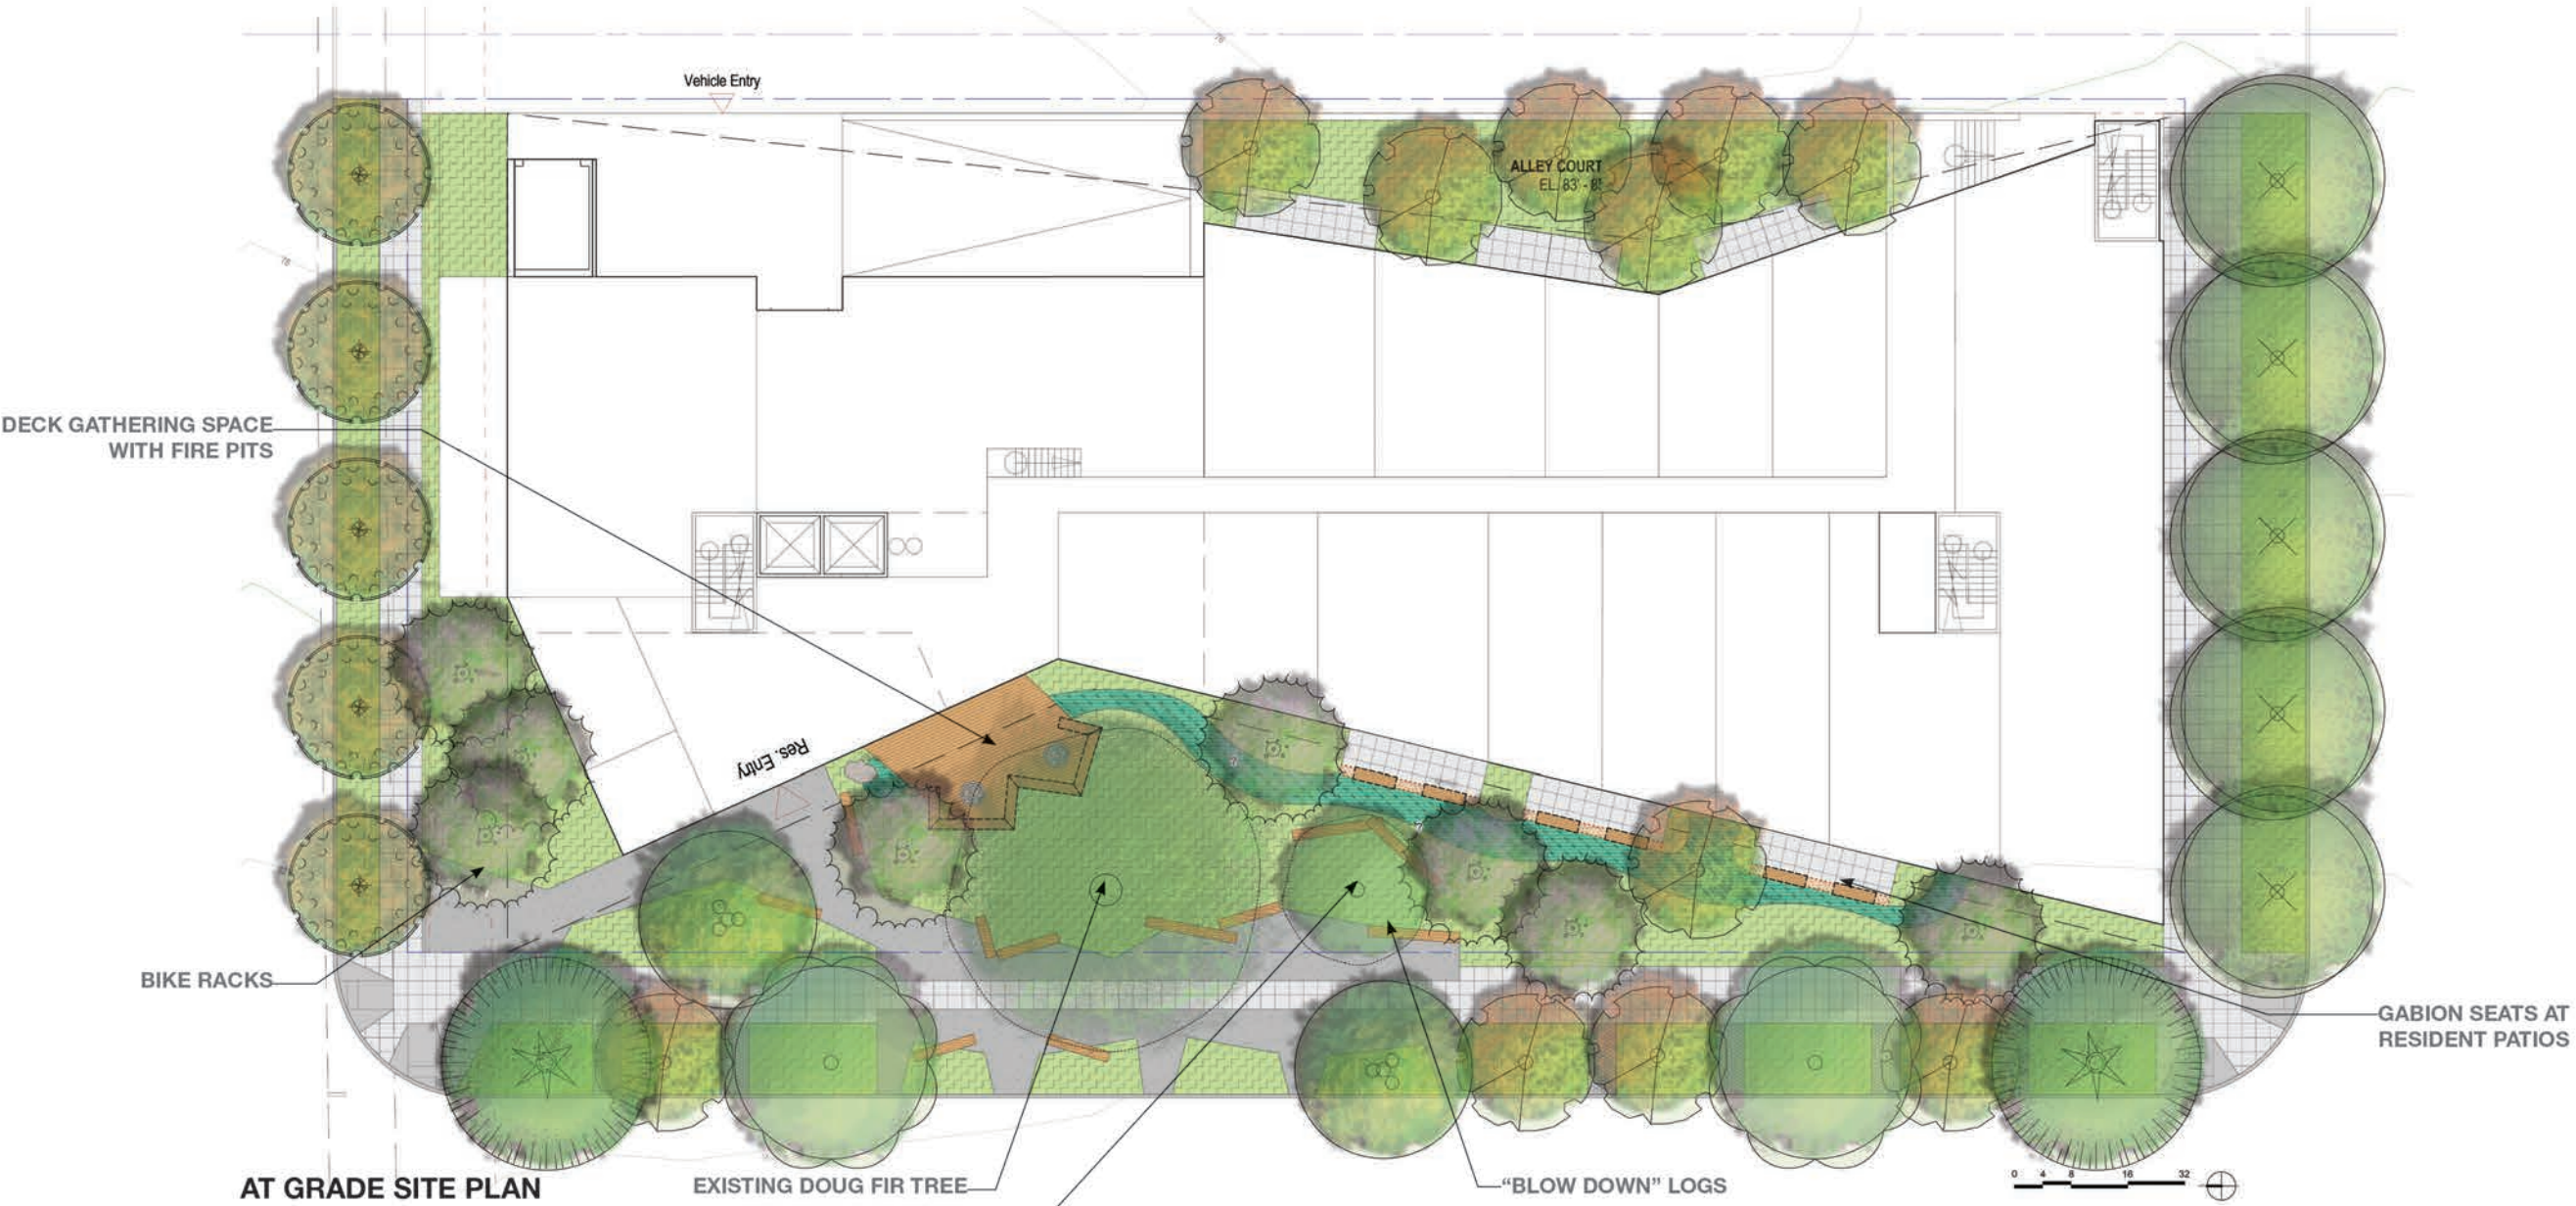 Vehicle Entry
ALLEY COURT
DECK GATHERING SPACE
WITH FIRE PITS
Res. Entry
BIKE RACKS
GABION SEATS AT
RESIDENT PATIOS
AT GRADE SITE PLAN
EXISTING DOUG FIR TREE
“BLOW DOWN” LOGS
0 4 8 16 32